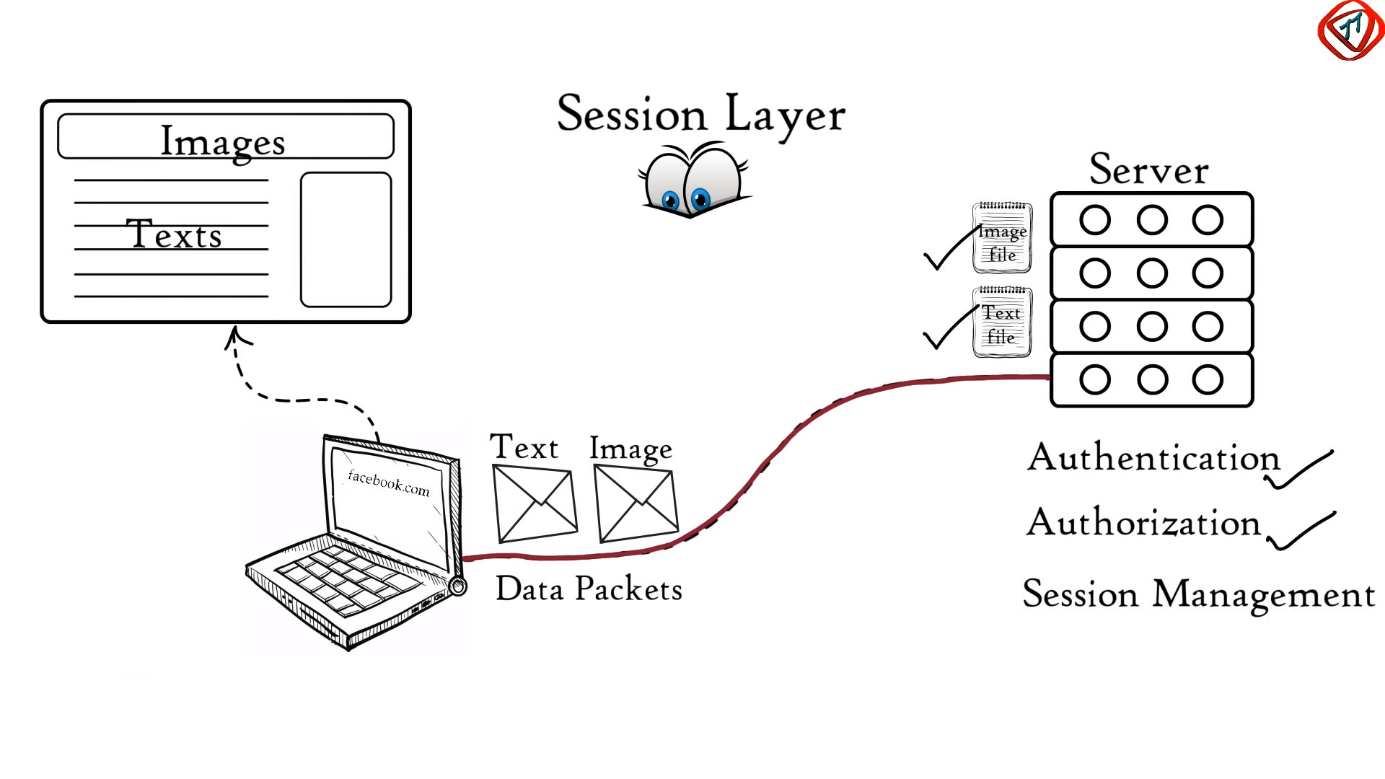 Session Layer
Images
Texts
Server
Image
file
Text
file
facebook.com
Text
Image
Data Packets
Authentication
Authorization
Session Management